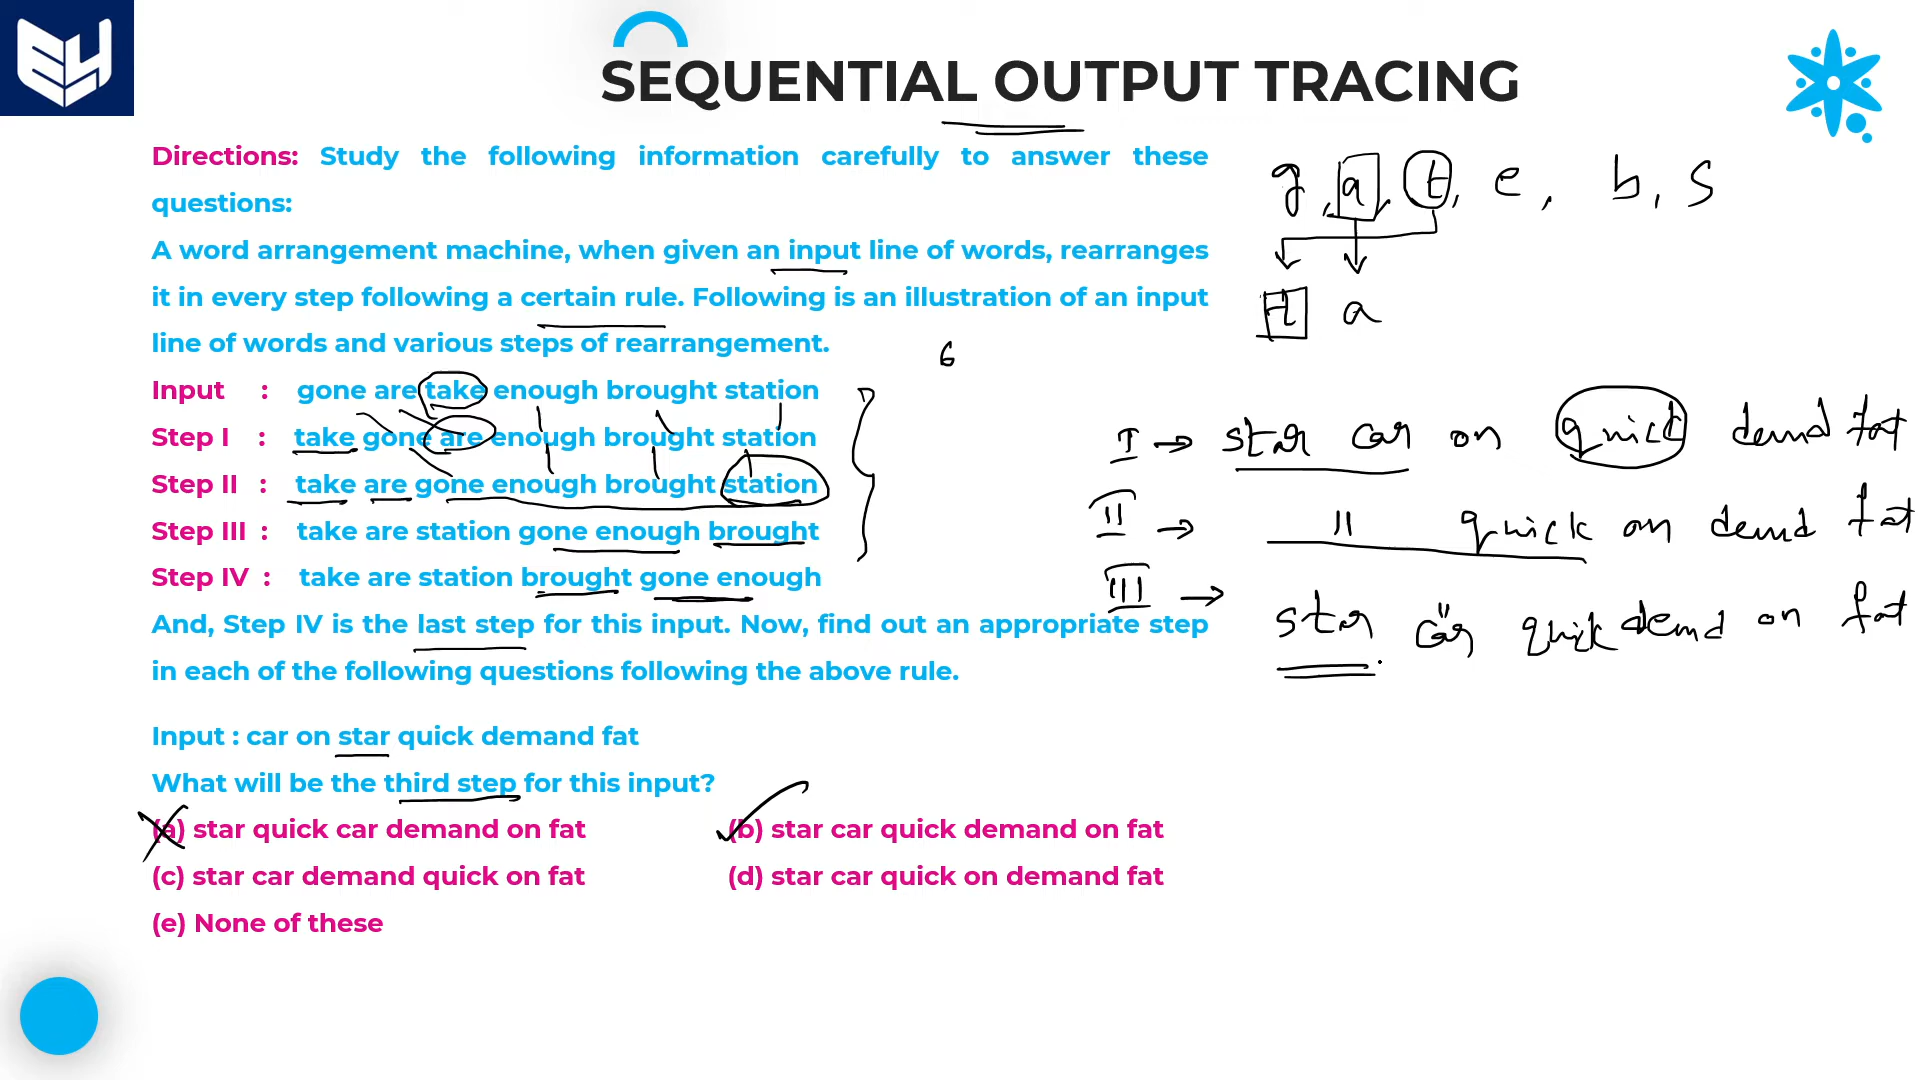 SEQUENTIAL OUTPUT TRACING
Directions: Study the following information carefully to answer these
questions:
A word arrangement machine, when given an input line of words, rearranges
it in every step following a certain rule. Following is an illustration of an input
line of words and various steps of rearrangement.
Input : gone are take enough brought station
Step I : take gone are enough brought station
Step II : take are gone enough brought station
Step III : take are station gone enough brought
Step IV : take are station brought gone enough
And, Step IV is the last step for this input. Now, find out an appropriate step
in each of the following questions following the above rule.
Input : car on star quick demand fat
What will be the third step for this input?
(a) star quick car demand on fat
(b) star car quick demand on fat
(c) star car demand quick on fat
(d) star car quick on demand fat
(e) None of these
6
g, a, t, e, b, s
t a
I → star car on quick demd fat
II → " quick on demd fat
III → star car quick demd on fat